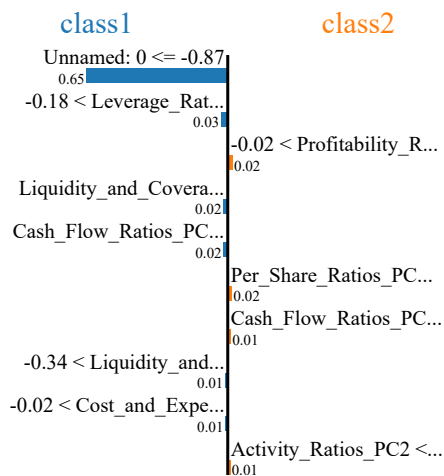 class1 class2
Unnamed: 0 <= -0.87
0.65
-0.18 < Leverage_Rat...
0.03
-0.02 < Profitability_R...
0.02
Liquidity_and_Covera...
0.02
Cash_Flow_Ratios_PC...
0.02
Per_Share_Ratios_PC...
0.02
Cash_Flow_Ratios_PC...
0.01
-0.34 < Liquidity_and...
0.01
-0.02 < Cost_and_Expe...
0.01
Activity_Ratios_PC2 <...
0.01